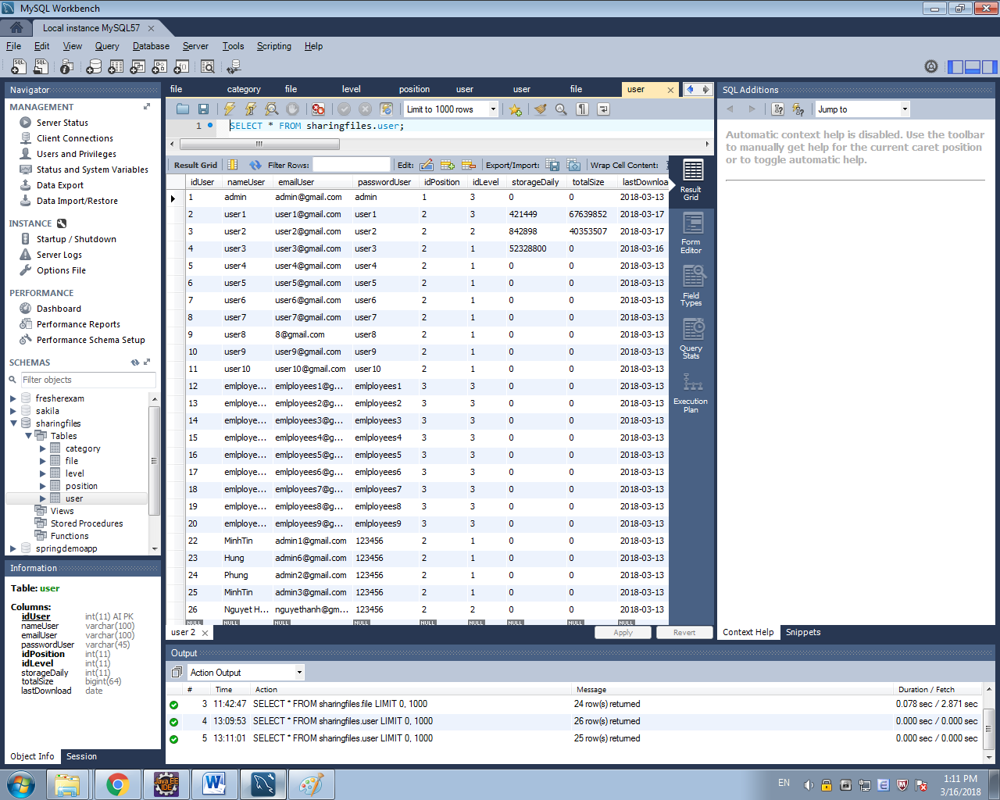 MySQL Workbench
Local instance MySQL57
File Edit View Query Database Server Tools Scripting Help
Navigator
MANAGEMENT
Server Status
Client Connections
Users and Privileges
Status and System Variables
Data Export
Data Import/Restore
INSTANCE
Startup / Shutdown
Server Logs
Options File
PERFORMANCE
Dashboard
Performance Reports
Performance Schema Setup
SCHEMAS
Filter objects
fresherexam
sakila
sharingfiles
Tables
category
file
level
position
user
Views
Stored Procedures
Functions
springdemoapp
Information
Table: user
Columns:
idUser int(11) AI PK
nameUser varchar(100)
emailUser varchar(100)
passwordUser varchar(45)
idPosition int(11)
idLevel int(11)
storageDaily int(11)
totalSize bigint(64)
lastDownload date
Object Info Session
file category file level position user user file user
Limit to 1000 rows
1 SELECT * FROM sharingfiles.user;
Result Grid Filter Rows: Edit: Export/Import: Wrap Cell Content:
idUser nameUser emailUser passwordUser idPosition idLevel storageDaily totalSize lastDownloa
1 admin admin@gmail.com admin 1 3 0 0 2018-03-13
2 user1 user1@gmail.com user1 2 3 421449 67639852 2018-03-17
3 user2 user2@gmail.com user2 2 2 842898 40353507 2018-03-17
4 user3 user3@gmail.com user3 2 1 52328800 0 2018-03-16
5 user4 user4@gmail.com user4 2 1 0 0 2018-03-13
6 user5 user5@gmail.com user5 2 1 0 0 2018-03-13
7 user6 user6@gmail.com user6 2 1 0 0 2018-03-13
8 user7 user7@gmail.com user7 2 1 0 0 2018-03-13
9 user8 8@gmail.com user8 2 1 0 0 2018-03-13
10 user9 user9@gmail.com user9 2 1 0 0 2018-03-13
11 user10 user10@gmail.com user10 2 1 0 0 2018-03-13
12 emlploye... emlployees1@g... emlployees1 3 3 0 0 2018-03-13
13 emlploye... emlployees2@g... emlployees2 3 3 0 0 2018-03-13
14 emlploye... emlployees3@g... emlployees3 3 3 0 0 2018-03-13
15 emlploye... emlployees4@g... emlployees4 3 3 0 0 2018-03-13
16 emlploye... emlployees5@g... emlployees5 3 3 0 0 2018-03-13
17 emlploye... emlployees6@g... emlployees6 3 3 0 0 2018-03-13
18 emlploye... emlployees7@g... emlployees7 3 3 0 0 2018-03-13
19 emlploye... emlployees8@g... emlployees8 3 3 0 0 2018-03-13
20 emlploye... emlployees9@g... emlployees9 3 3 0 0 2018-03-13
22 MinhTin admin1@gmail.com 123456 2 1 0 0 2018-03-13
23 Hung admin6@gmail.com 123456 2 1 0 0 2018-03-13
24 Phung admin2@gmail.com 123456 2 1 0 0 2018-03-13
25 MinhTin admin3@gmail.com 123456 2 1 0 0 2018-03-13
26 Nguyet H... nguyethanh@gm... 123456 2 2 0 0 2018-03-13
NULL NULL NULL NULL NULL NULL NULL NULL NULL
Result Grid
Form Editor
Field Types
Query Stats
Execution Plan
user 2 Apply Revert
SQL Additions
Jump to
Automatic context help is disabled. Use the toolbar
to manually get help for the current caret position
or to toggle automatic help.
Context Help Snippets
Output
Action Output
# Time Action Message Duration / Fetch
3 11:42:47 SELECT * FROM sharingfiles.file LIMIT 0, 1000 24 row(s) returned 0.078 sec / 2.871 sec
4 13:09:53 SELECT * FROM sharingfiles.user LIMIT 0, 1000 26 row(s) returned 0.000 sec / 0.000 sec
5 13:11:01 SELECT * FROM sharingfiles.user LIMIT 0, 1000 25 row(s) returned 0.000 sec / 0.000 sec
Java EE IDE
EN
1:11 PM
3/16/2018